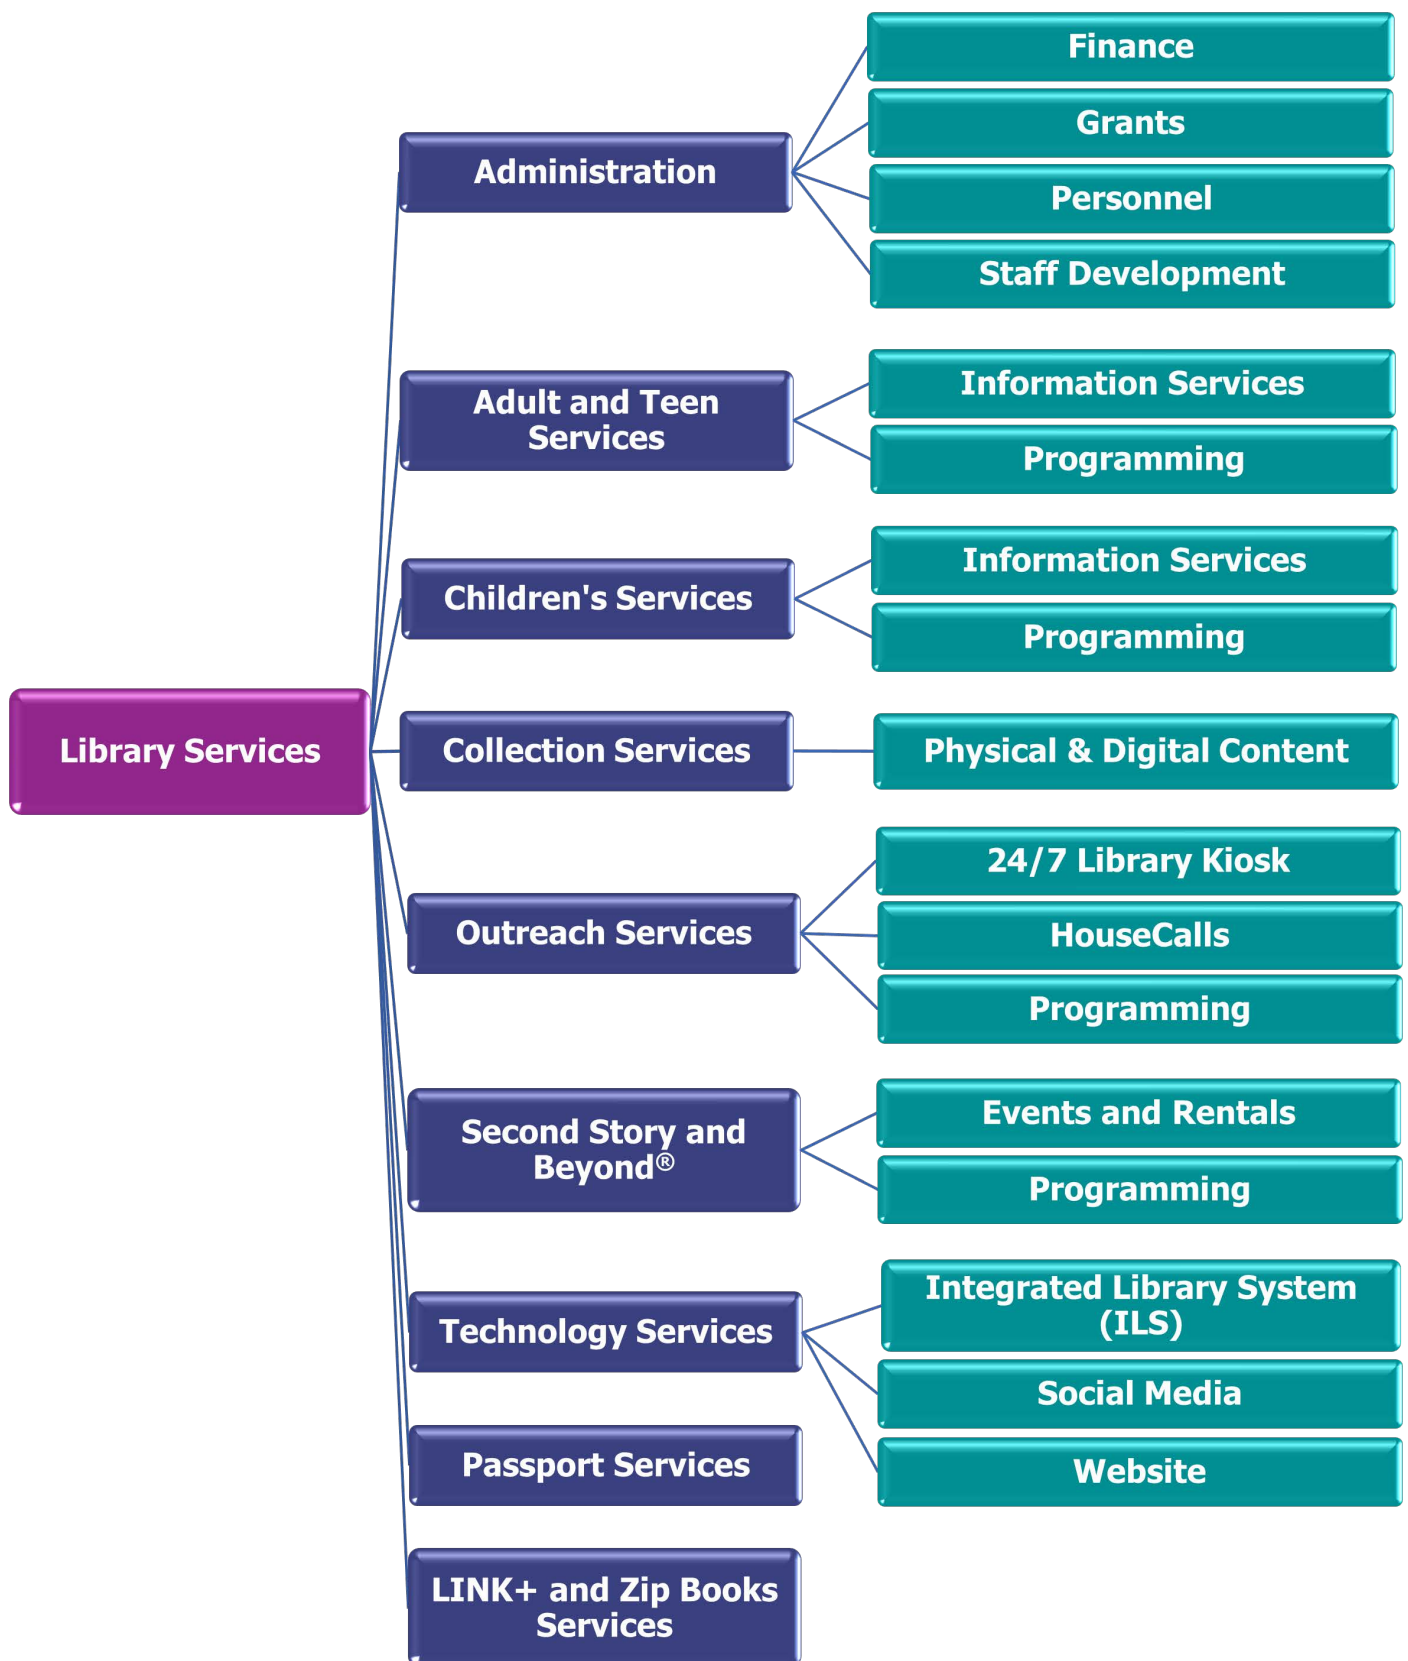 Library Services
Administration
Finance
Grants
Personnel
Staff Development
Adult and Teen
Services
Information Services
Programming
Children's Services
Information Services
Programming
Collection Services
Physical & Digital Content
Outreach Services
24/7 Library Kiosk
HouseCalls
Programming
Second Story and
Beyond®
Events and Rentals
Programming
Technology Services
Integrated Library System
(ILS)
Social Media
Website
Passport Services
LINK+ and Zip Books
Services